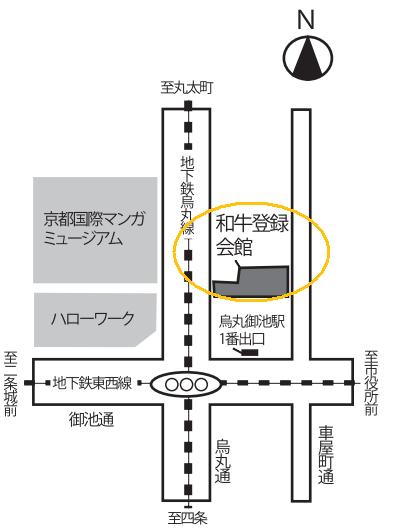 N
至丸太町
地下鉄烏丸線
和牛登録
会館
京都国際マンガ
ミュージアム
ハローワーク
烏丸御池駅
1番出口
至二条城前
地下鉄東西線
至市役所前
御池通
烏丸通
車屋町通
至四条